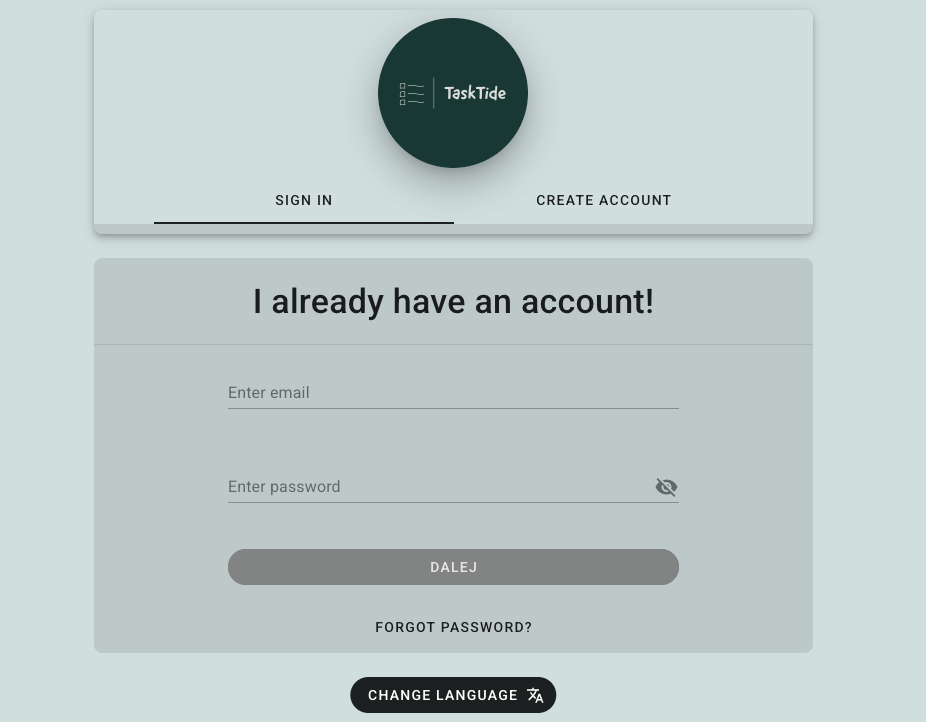 TaskTide
SIGN IN
CREATE ACCOUNT
I already have an account!
Enter email
Enter password
DALEJ
FORGOT PASSWORD?
CHANGE LANGUAGE